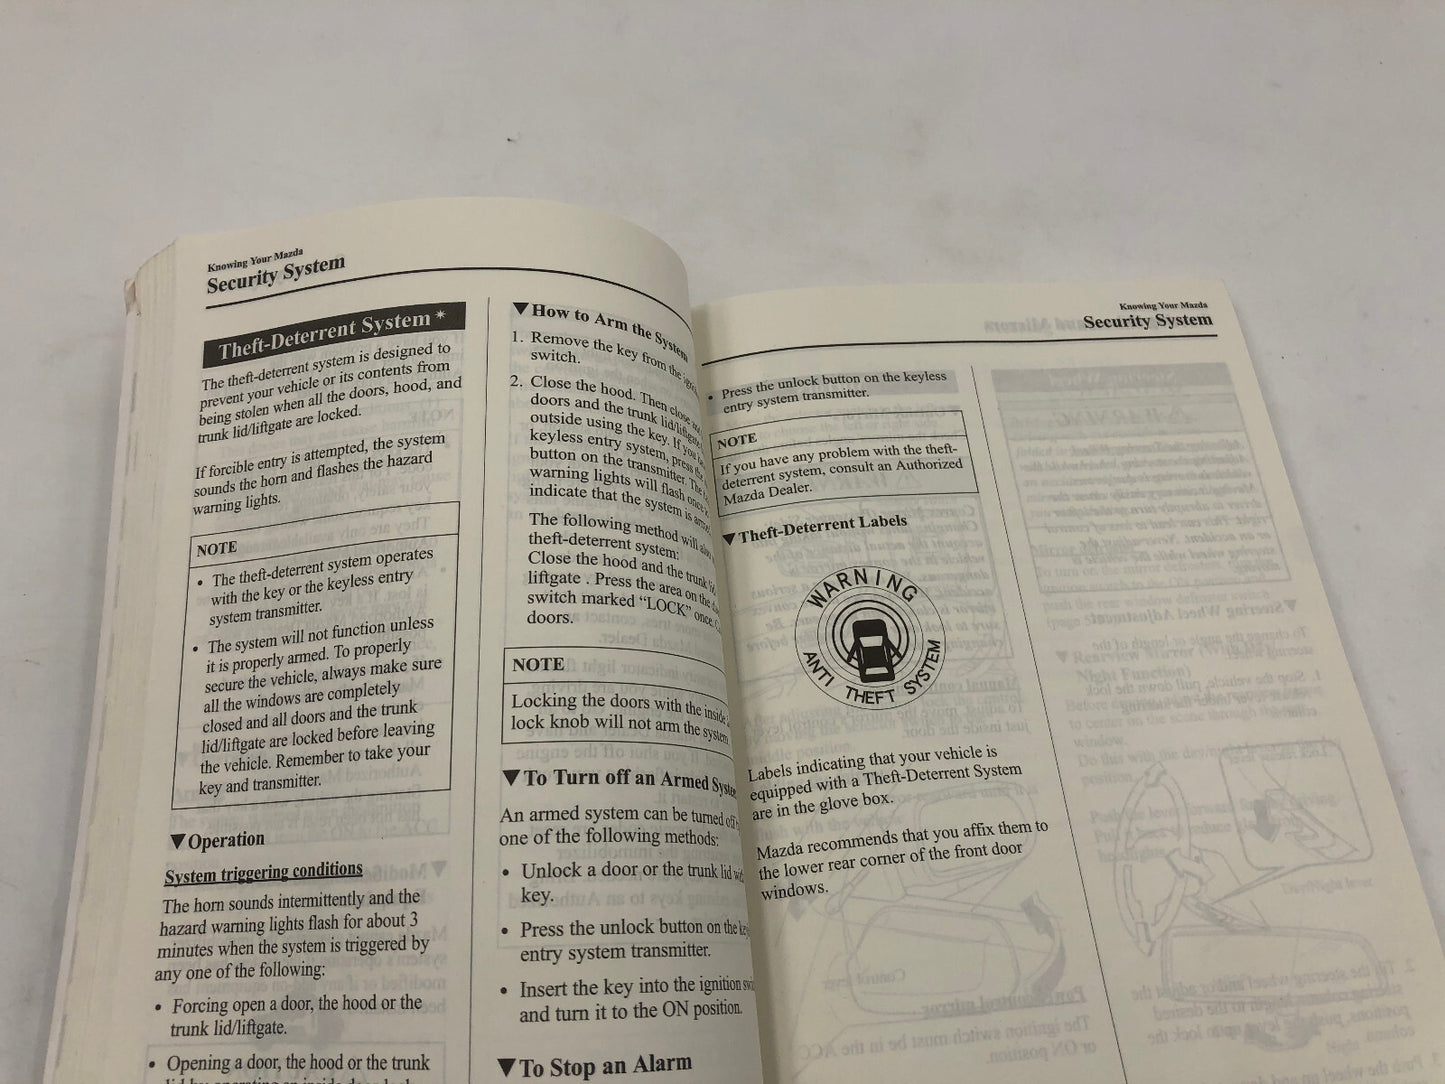 Knowing Your Mazda
Security System
Theft-Deterrent System*
The theft-deterrent system is designed to
prevent your vehicle or its contents from
being stolen when all the doors, hood, and
trunk lid/liftgate are locked.
If forcible entry is attempted, the system
sounds the horn and flashes the hazard
warning lights.
NOTE
• The theft-deterrent system operates
with the key or the keyless entry
system transmitter.
• The system will not function unless
it is properly armed. To properly
secure the vehicle, always make sure
all the windows are completely
closed and all doors and the trunk
lid/liftgate are locked before leaving
the vehicle. Remember to take your
key and transmitter.
▼Operation
System triggering conditions
The horn sounds intermittently and the
hazard warning lights flash for about 3
minutes when the system is triggered by
any one of the following:
• Forcing open a door, the hood or the
trunk lid/liftgate.
• Opening a door, the hood or the trunk
▼How to Arm the System
1. Remove the key from the
switch.
2. Close the hood. Then close
doors and the trunk lid/liftgate
outside using the key. If you
keyless entry system, press the
button on the transmitter. The
warning lights will flash once
indicate that the system is armed
The following method will
theft-deterrent system:
Close the hood and the trunk lid
liftgate . Press the area on the
switch marked “LOCK” once.
doors.
NOTE
Locking the doors with the inside
lock knob will not arm the system
▼To Turn off an Armed System
An armed system can be turned off
one of the following methods:
• Unlock a door or the trunk lid
key.
• Press the unlock button on the
entry system transmitter.
• Insert the key into the ignition
and turn it to the ON position.
▼To Stop an Alarm
Knowing Your Mazda
Security System
• Press the unlock button on the keyless
entry system transmitter.
NOTE
If you have any problem with the theft-
deterrent system, consult an Authorized
Mazda Dealer.
▼Theft-Deterrent Labels
WARNING
ANTI THEFT SYSTEM
Labels indicating that your vehicle is
equipped with a Theft-Deterrent System
are in the glove box.
Mazda recommends that you affix them to
the lower rear corner of the front door
windows.